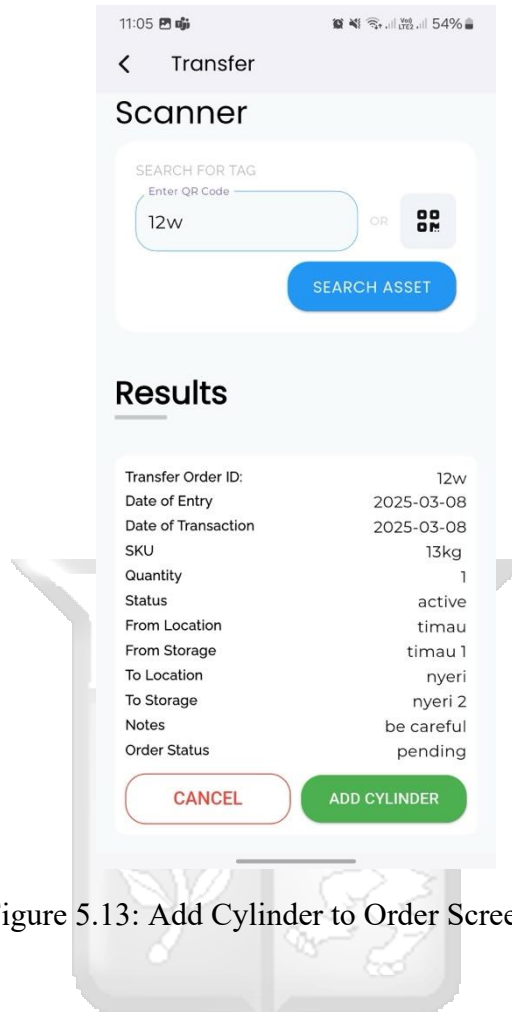 11:05 54%
Transfer
Scanner
SEARCH FOR TAG
Enter QR Code
12w OR
SEARCH ASSET
Results
Transfer Order ID: 12w
Date of Entry 2025-03-08
Date of Transaction 2025-03-08
SKU 13kg
Quantity 1
Status active
From Location timau
From Storage timau 1
To Location nyeri
To Storage nyeri 2
Notes be careful
Order Status pending
CANCEL ADD CYLINDER
igure 5.13: Add Cylinder to Order Scree